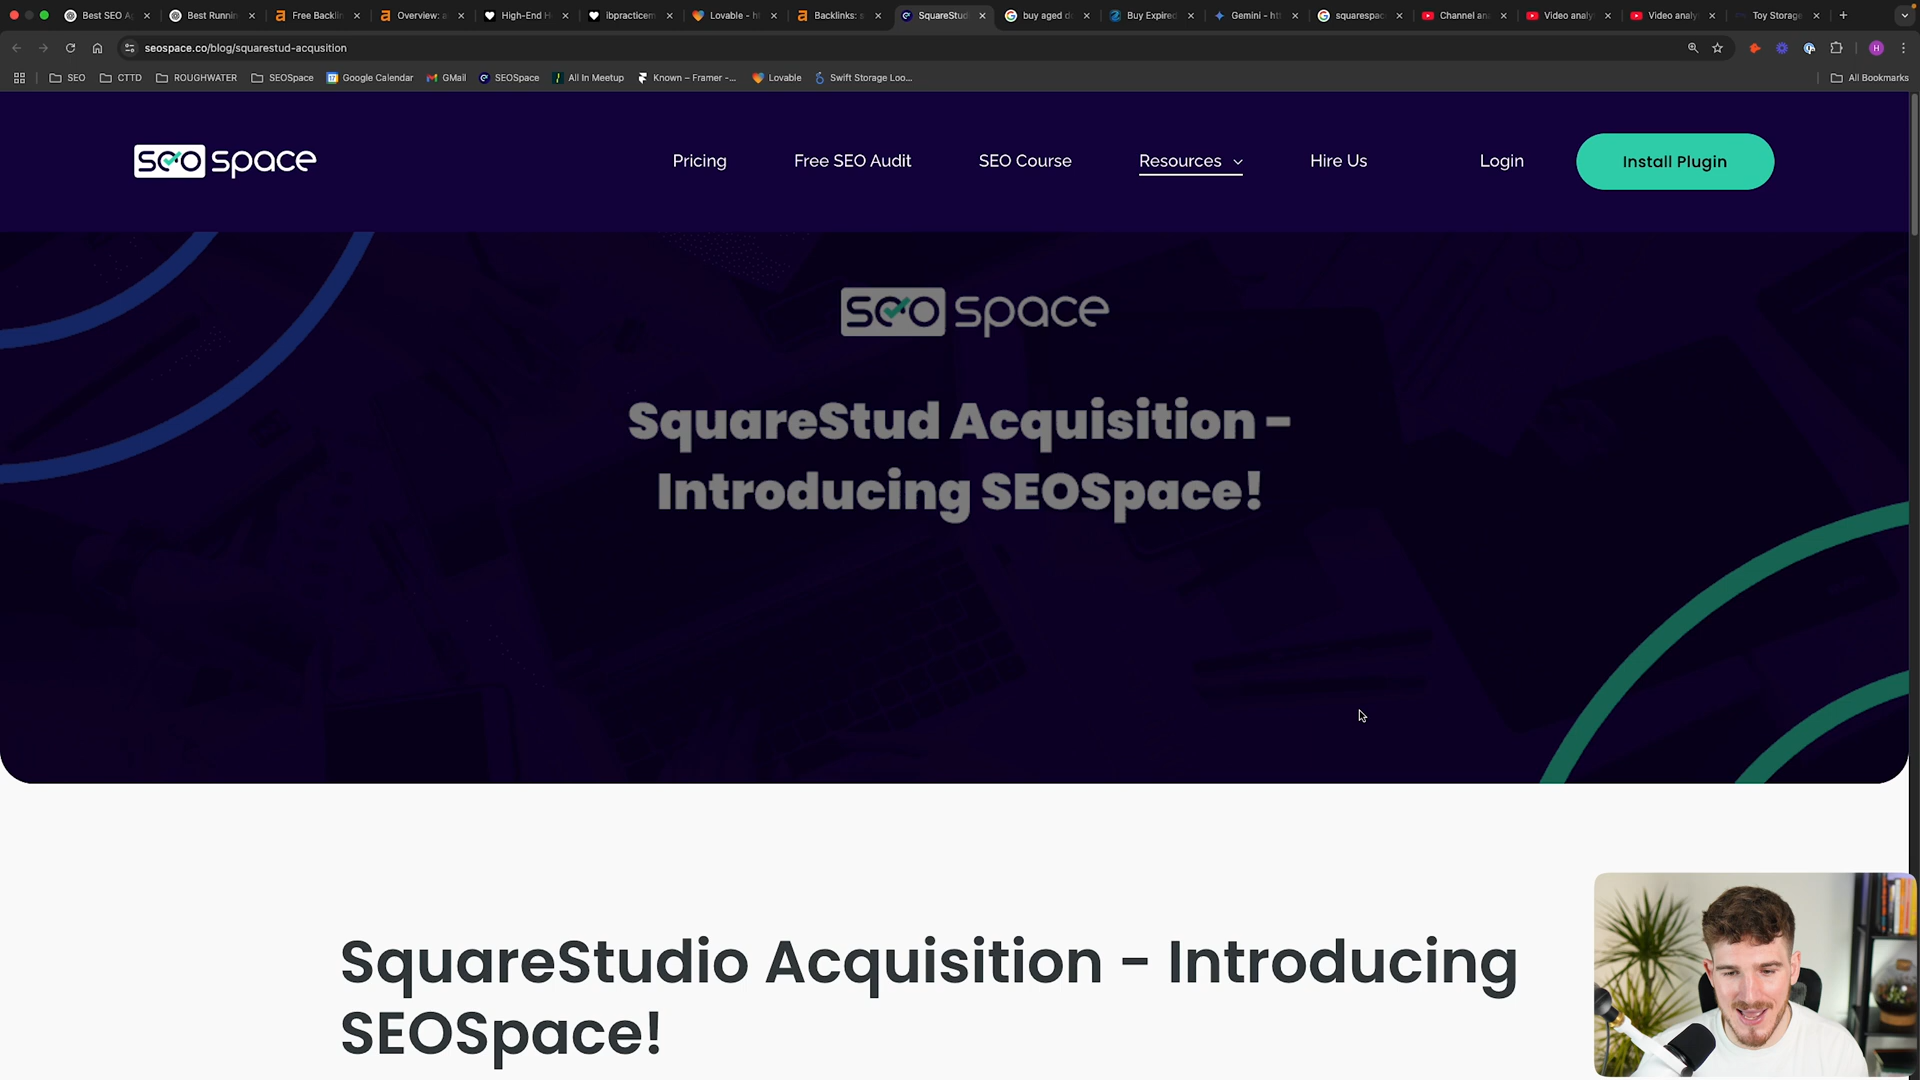 Best SEO A
Best Runnin
Free Backlin
Overview: a
High-End H
ibpracticem
Lovable - ht
Backlinks: s
SquareStud
buy aged do
Buy Expired
Gemini - htt
squarespac
Channel ana
Video analy
Video analy
Toy Storage
seospace.co/blog/squarestud-acqusition
H
SEO
CTTD
ROUGHWATER
SEOSpace
Google Calendar
GMail
SEOSpace
All In Meetup
Known – Framer -...
Lovable
Swift Storage Loo...
All Bookmarks
seo space
Pricing
Free SEO Audit
SEO Course
Resources
Hire Us
Login
Install Plugin
seo space
SquareStud Acquisition -
Introducing SEOSpace!
SquareStudio Acquisition - Introducing
SEOSpace!